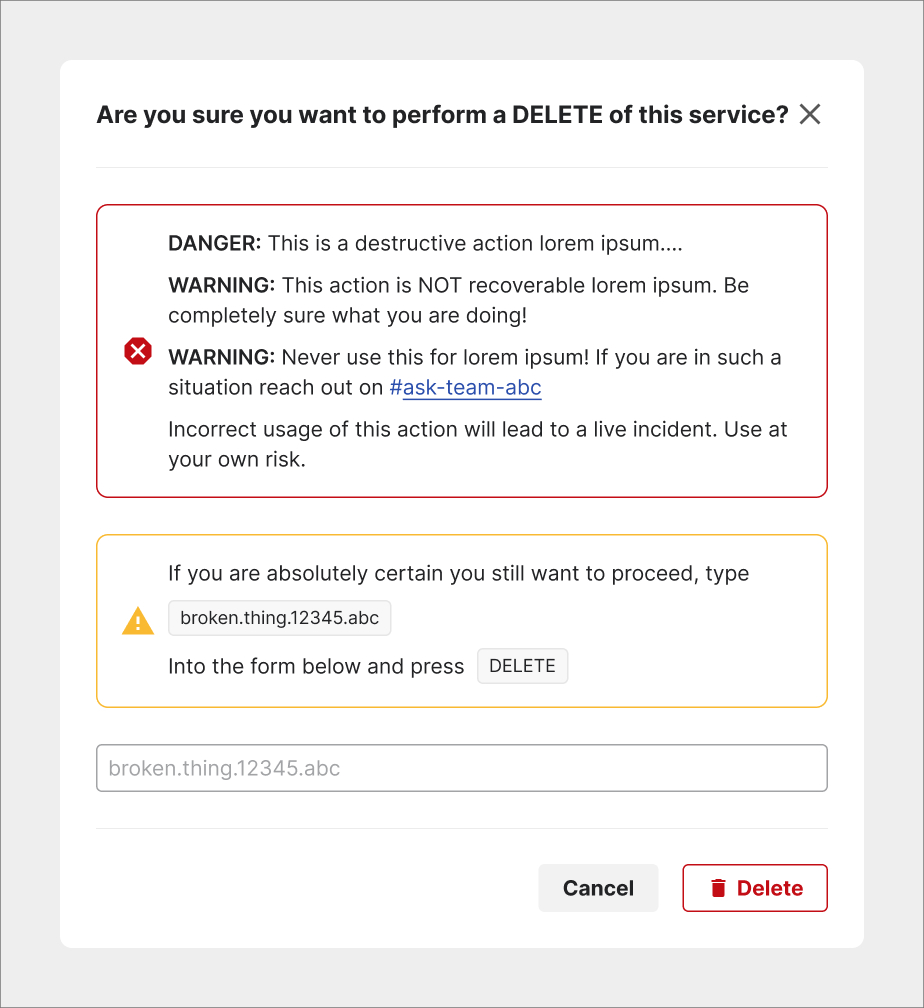 Are you sure you want to perform a DELETE of this service?
DANGER: This is a destructive action lorem ipsum....
WARNING: This action is NOT recoverable lorem ipsum. Be
completely sure what you are doing!
WARNING: Never use this for lorem ipsum! If you are in such a
situation reach out on #ask-team-abc
Incorrect usage of this action will lead to a live incident. Use at
your own risk.
If you are absolutely certain you still want to proceed, type
broken.thing.12345.abc
Into the form below and press DELETE
broken.thing.12345.abc
Cancel
Delete